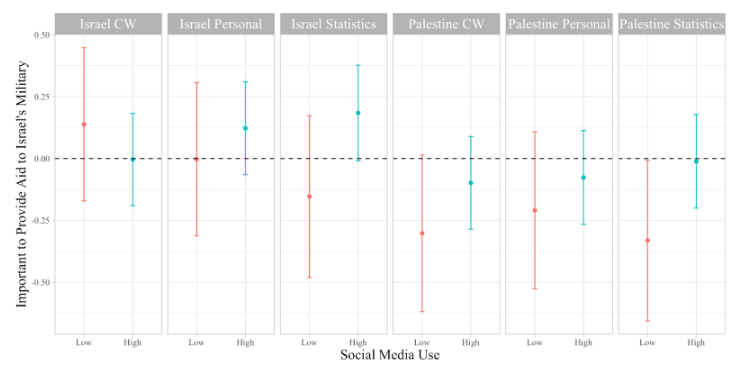 Israel CW
Israel Personal
Israel Statistics
Palestine CW
Palestine Personal
Palestine Statistics
Important to Provide Aid to Israel's Military
0.50
0.25
0.00
-0.25
-0.50
Low High Low High Low High Low High Low High Low High
Social Media Use